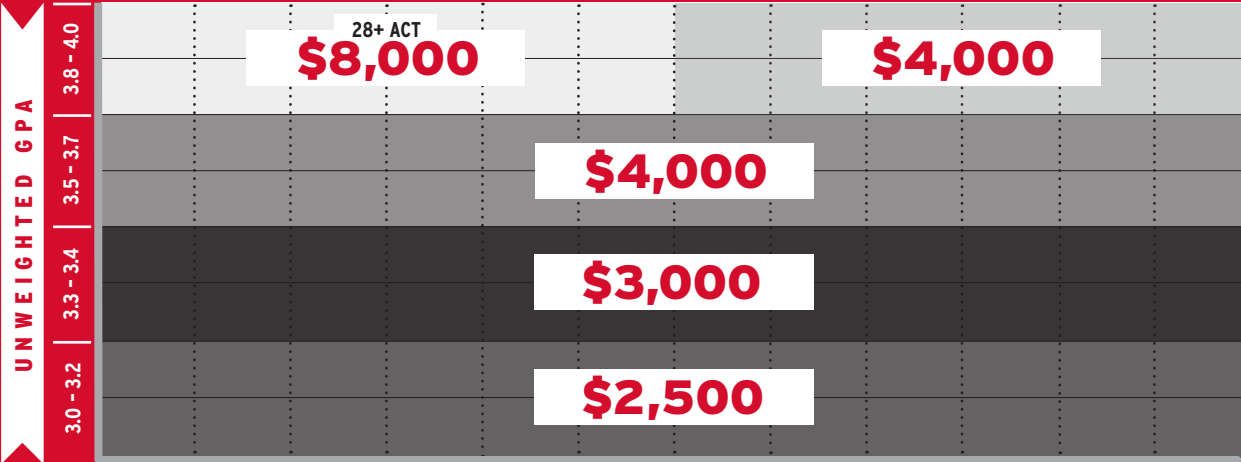 UNWEIGHTED GPA
3.8 - 4.0
28+ ACT
$8,000
$4,000
3.5 - 3.7
$4,000
3.3 - 3.4
$3,000
3.0 - 3.2
$2,500